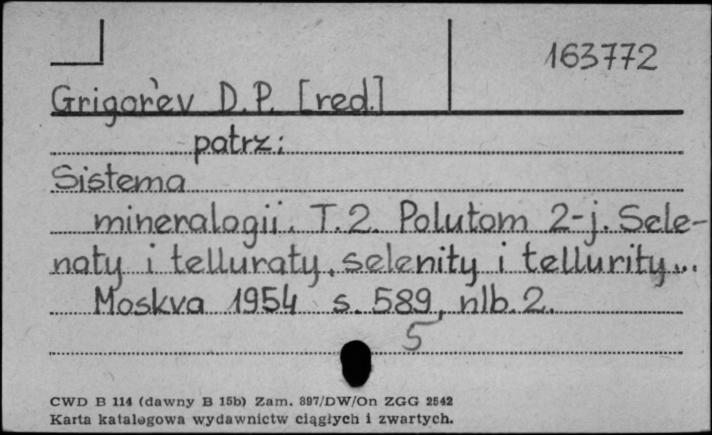 163772
Grigor'ev D.P. [red.]
patrz:
Sistema
mineralogii. T.2. Polutom 2-j. Sele-
naty i telluraty, selenity i tellurity...
Moskva 1954 s. 589, nlb. 2.
5
CWD B 114 (dawny B 15b) Zam. 897/DW/On ZGG 2542
Karta katalogowa wydawnictw ciągłych i zwartych.